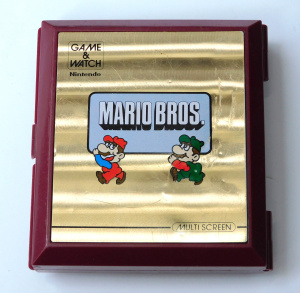 GAME
&
WATCH
Nintendo
MARIO BROS.
MULTI SCREEN